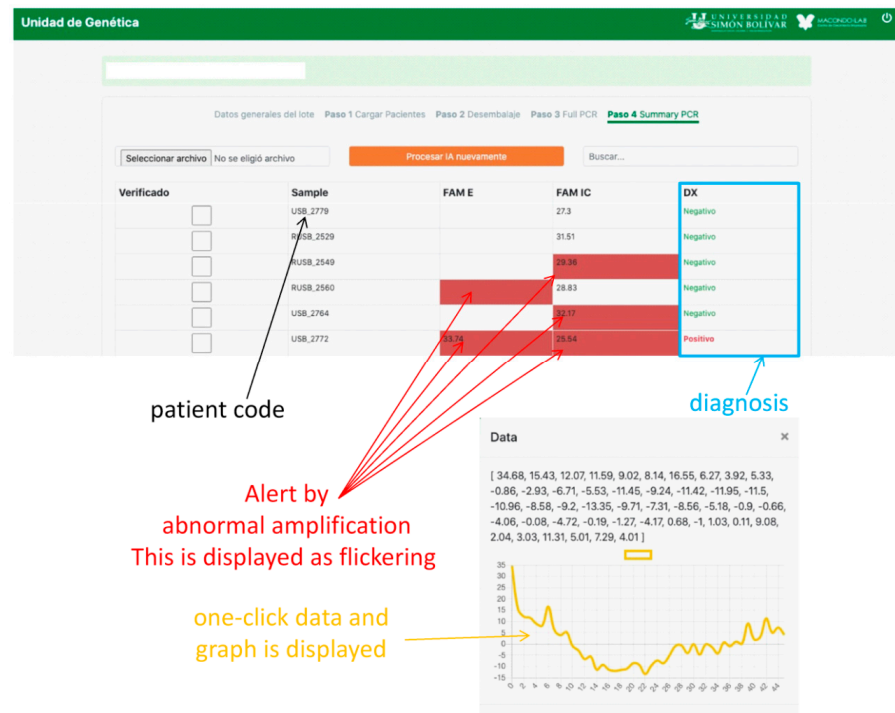 Unidad de Genética
UNIVERSIDAD
SIMÓN BOLÍVAR
MACONDOLAB
Datos generales del lote Paso 1 Cargar Pacientes Paso 2 Desembalaje Paso 3 Full PCR Paso 4 Summary PCR
Seleccionar archivo No se eligió archivo Procesar IA nuevamente Buscar...
Verificado Sample FAM E FAM IC DX
USB_2779 27.3 Negativo
RUSB_2529 31.51 Negativo
RUSB_2549 29.36 Negativo
RUSB_2560 28.83 Negativo
USB_2764 32.17 Negativo
USB_2772 33.74 25.54 Positivo
patient code
diagnosis
Alert by
abnormal amplification
This is displayed as flickering
one-click data and
graph is displayed
Data ×
[ 34.68, 15.43, 12.07, 11.59, 9.02, 8.14, 16.55, 6.27, 3.92, 5.33,
-0.86, -2.93, -6.71, -5.53, -11.45, -9.24, -11.42, -11.95, -11.5,
-10.96, -8.58, -9.2, -13.35, -9.71, -7.31, -8.56, -5.18, -0.9, -0.66,
-4.06, -0.08, -4.72, -0.19, -1.27, -4.17, 0.68, -1, 1.03, 0.11, 9.08,
2.04, 3.03, 11.31, 5.01, 7.29, 4.01 ]
35
30
25
20
15
10
5
0
-5
-10
-15
0 2 4 6 8 10 12 14 16 18 20 22 24 26 28 30 32 34 36 38 40 42 44